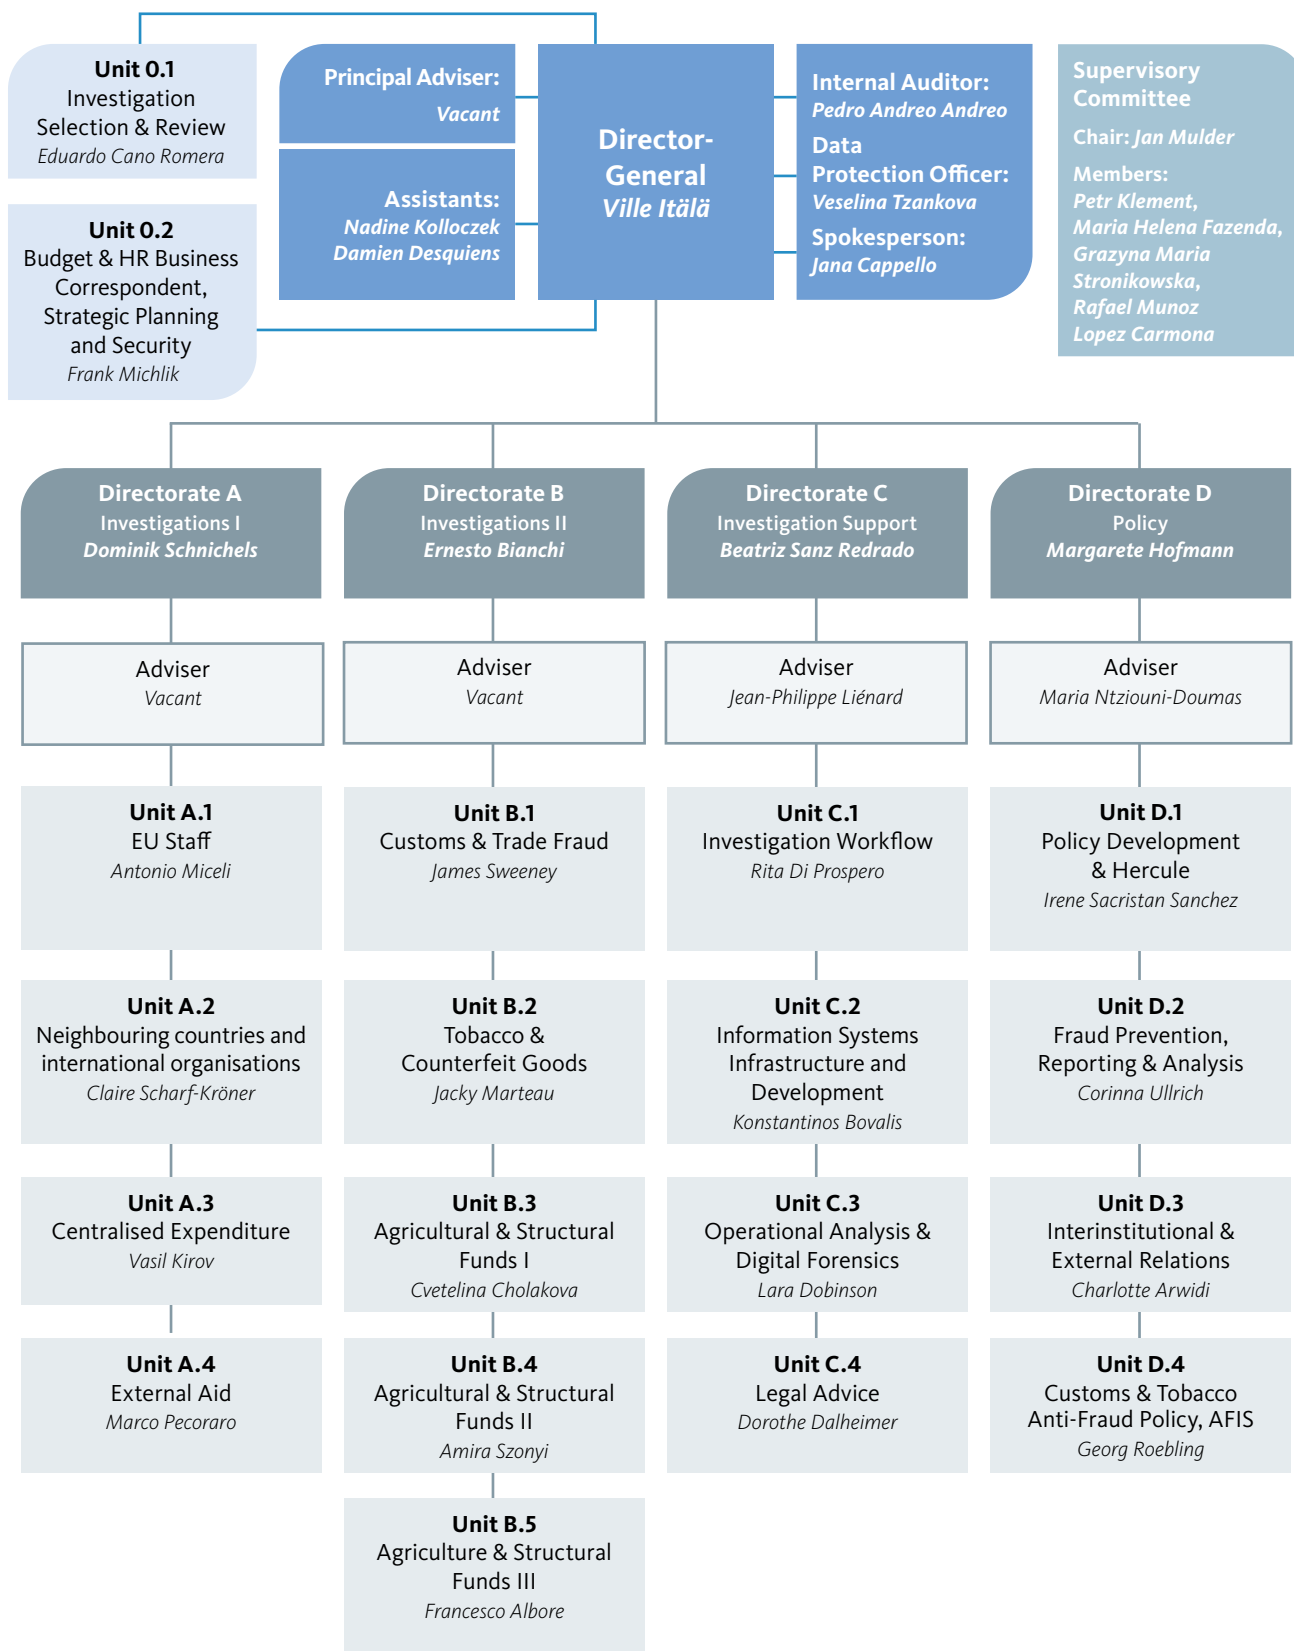 Unit 0.1
Investigation
Selection & Review
Eduardo Cano Romera
Unit 0.2
Budget & HR Business
Correspondent,
Strategic Planning
and Security
Frank Michlik
Principal Adviser:
Vacant
Assistants:
Nadine Kolloczek
Damien Desquiens
Director-
General
Ville Itälä
Internal Auditor:
Pedro Andreo Andreo
Data
Protection Officer:
Veselina Tzankova
Spokesperson:
Jana Cappello
Supervisory
Committee
Chair: Jan Mulder
Members:
Petr Klement,
Maria Helena Fazenda,
Grazyna Maria
Stronikowska,
Rafael Munoz
Lopez Carmona
Directorate A
Investigations I
Dominik Schnichels
Adviser
Vacant
Unit A.1
EU Staff
Antonio Miceli
Unit A.2
Neighbouring countries and
international organisations
Claire Scharf-Kröner
Unit A.3
Centralised Expenditure
Vasil Kirov
Unit A.4
External Aid
Marco Pecoraro
Directorate B
Investigations II
Ernesto Bianchi
Adviser
Vacant
Unit B.1
Customs & Trade Fraud
James Sweeney
Unit B.2
Tobacco &
Counterfeit Goods
Jacky Marteau
Unit B.3
Agricultural & Structural
Funds I
Cvetelina Cholakova
Unit B.4
Agricultural & Structural
Funds II
Amira Szonyi
Unit B.5
Agriculture & Structural
Funds III
Francesco Albore
Directorate C
Investigation Support
Beatriz Sanz Redrado
Adviser
Jean-Philippe Liénard
Unit C.1
Investigation Workflow
Rita Di Prospero
Unit C.2
Information Systems
Infrastructure and
Development
Konstantinos Bovalis
Unit C.3
Operational Analysis &
Digital Forensics
Lara Dobinson
Unit C.4
Legal Advice
Dorothe Dalheimer
Directorate D
Policy
Margarete Hofmann
Adviser
Maria Ntziouni-Doumas
Unit D.1
Policy Development
& Hercule
Irene Sacristan Sanchez
Unit D.2
Fraud Prevention,
Reporting & Analysis
Corinna Ullrich
Unit D.3
Interinstitutional &
External Relations
Charlotte Arwidi
Unit D.4
Customs & Tobacco
Anti-Fraud Policy, AFIS
Georg Roebling